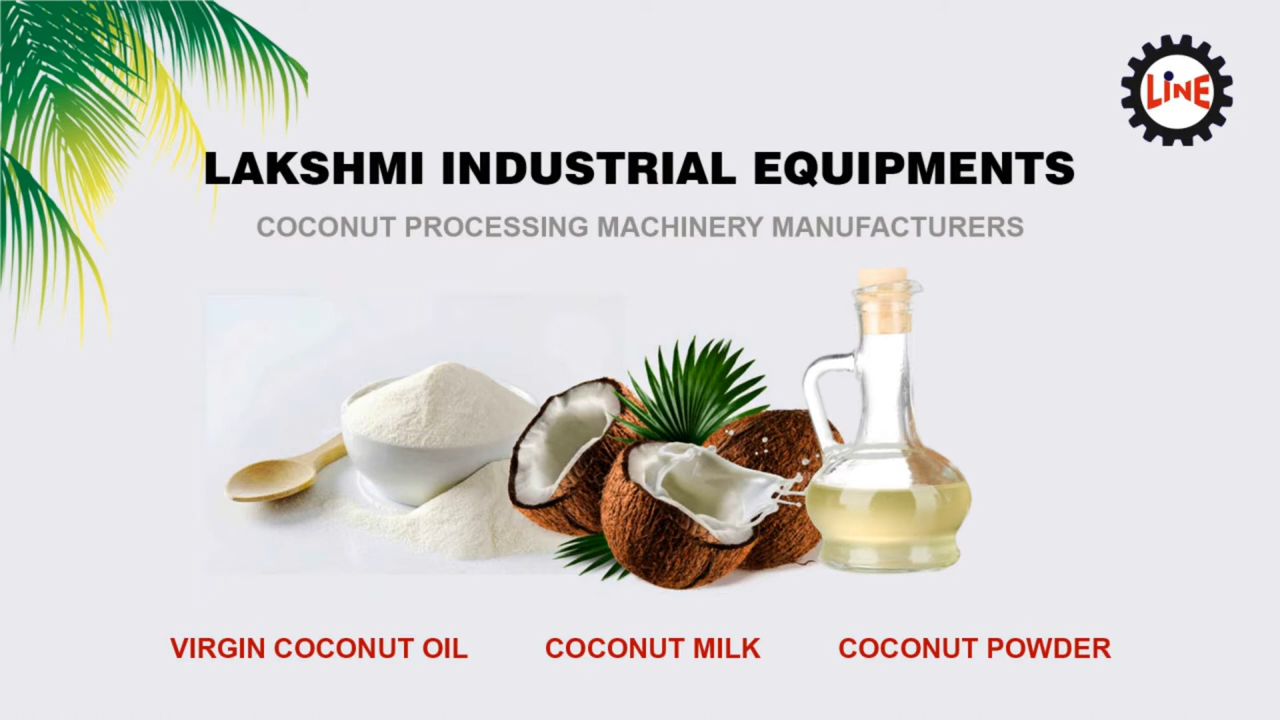 LiNE
LAKSHMI INDUSTRIAL EQUIPMENTS
COCONUT PROCESSING MACHINERY MANUFACTURERS
VIRGIN COCONUT OIL COCONUT MILK COCONUT POWDER